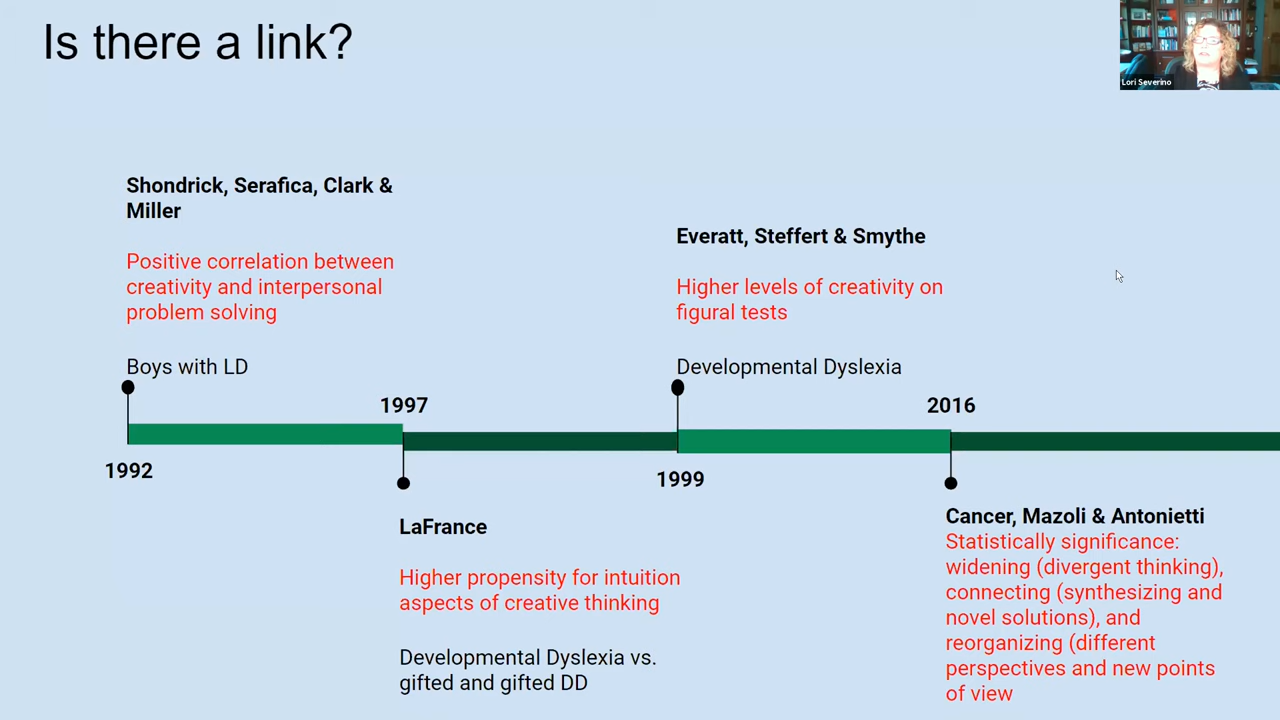 Is there a link?
Lori Severino
Shondrick, Serafica, Clark &
Miller
Positive correlation between
creativity and interpersonal
problem solving
Boys with LD
1992
1997
LaFrance
Higher propensity for intuition
aspects of creative thinking
Developmental Dyslexia vs.
gifted and gifted DD
Everatt, Steffert & Smythe
Higher levels of creativity on
figural tests
Developmental Dyslexia
1999
2016
Cancer, Mazoli & Antonietti
Statistically significance:
widening (divergent thinking),
connecting (synthesizing and
novel solutions), and
reorganizing (different
perspectives and new points
of view